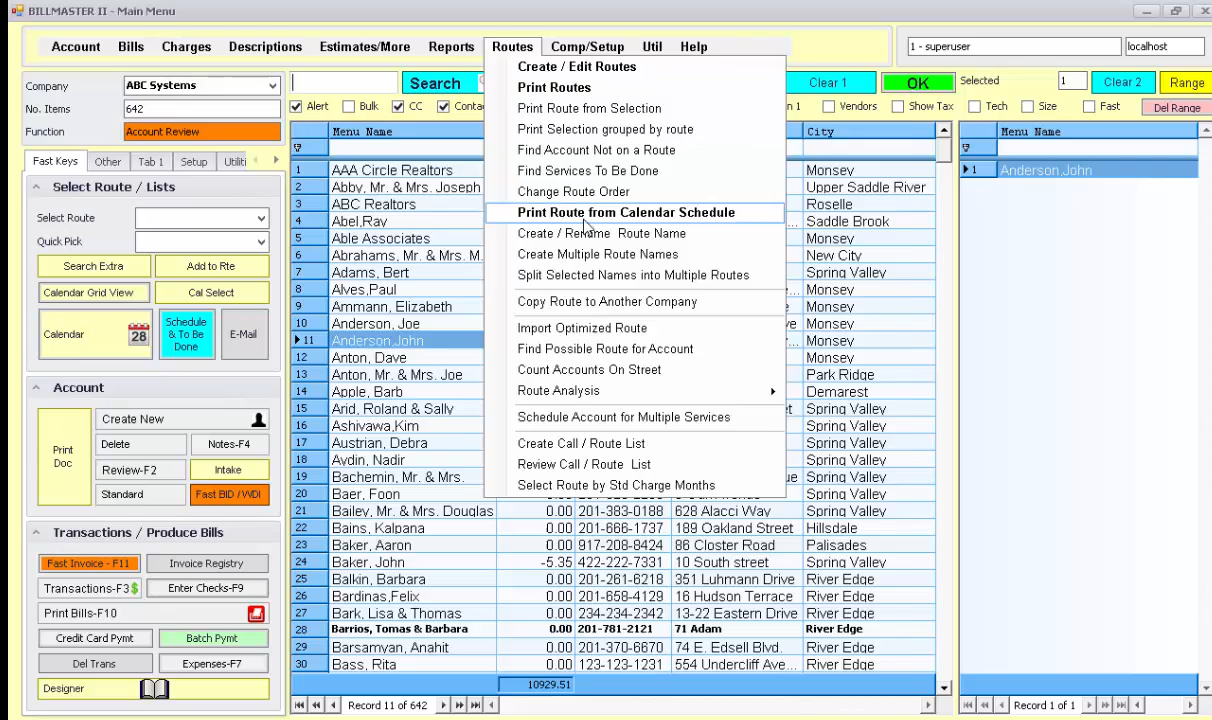 BILLMASTER II - Main Menu
Account Bills Charges Descriptions Estimates/More Reports Routes Comp/Setup Util Help
1 - superuser localhost
Company ABC Systems
No. Items 642
Function Account Review
Search Clear 1 OK Selected 1 Clear 2 Range
Alert Bulk CC Vendors Show Tax Tech Size Fast Del Range
Fast Keys Other Tab 1 Setup
Select Route / Lists
Select Route
Quick Pick
Search Extra Add to Rte
Calendar Grid View Cal Select
Calendar 28 Schedule & To Be Done E-Mail
Account
Print Doc
Create New
Delete Notes-F4
Review-F2 Intake
Standard Fast BID / WDI
Transactions / Produce Bills
Fast Invoice - F11 Invoice Registry
Transactions-F3$ Enter Checks-F9
Print Bills-F10
Credit Card Pymt Batch Pymt
Del Trans Expenses-F7
Designer
Create / Edit Routes
Print Routes
Print Route from Selection
Print Selection grouped by route
Find Account Not on a Route
Find Services To Be Done
Change Route Order
Print Route from Calendar Schedule
Create / Rename Route Name
Create Multiple Route Names
Split Selected Names into Multiple Routes
Copy Route to Another Company
Import Optimized Route
Find Possible Route for Account
Count Accounts On Street
Route Analysis
Schedule Account for Multiple Services
Create Call / Route List
Review Call / Route List
Select Route by Std Charge Months
Menu Name City
1 AAA Circle Realtors Monsey
2 Abby, Mr. & Mrs. Joseph Upper Saddle River
3 ABC Realtors Roselle
4 Abel,Ray Saddle Brook
5 Able Associates Monsey
6 Abrahams, Mr. & Mrs. M. New City
7 Adams, Bert Spring Valley
8 Alves,Paul Monsey
9 Ammann, Elizabeth Monsey
10 Anderson, Joe Monsey
11 Anderson,John Monsey
12 Anton, Dave Monsey
13 Anton, Mr. & Mrs. Joe Park Ridge
14 Apple, Barb Demarest
15 Arid, Roland & Sally Spring Valley
16 Ashivawa,Kim Spring Valley
17 Austrian, Debra Spring Valley
18 Aydin, Nadir Spring Valley
19 Bachemin, Mr. & Mrs. Spring Valley
20 Baer, Foon Spring Valley
21 Bailey, Mr. & Mrs. Douglas 0.00 201-383-0188 628 Alacci Way Spring Valley
22 Bains, Kalpana 0.00 201-666-1737 189 Oakland Street Hillsdale
23 Baker, Aaron 0.00 917-208-8424 86 Closter Road Palisades
24 Baker, John -5.35 422-222-7331 10 South street Spring Valley
25 Balkin, Barbara 0.00 201-261-6218 351 Luhmann Drive River Edge
26 Bardinas,Felix 0.00 201-658-4129 16 Hudson Terrace River Edge
27 Bark, Lisa & Thomas 0.00 234-234-2342 13-22 Eastern Drive River Edge
28 Barrios, Tomas & Barbara 0.00 201-781-2121 71 Adam River Edge
29 Barsamyan, Anahit 0.00 201-370-6670 74 E. Edsell Blvd. River Edge
30 Bass, Rita 0.00 123-123-1231 554 Undercliff Ave... River Edge
10929.51
Record 11 of 642
Menu Name
1 Anderson,John
Record 1 of 1